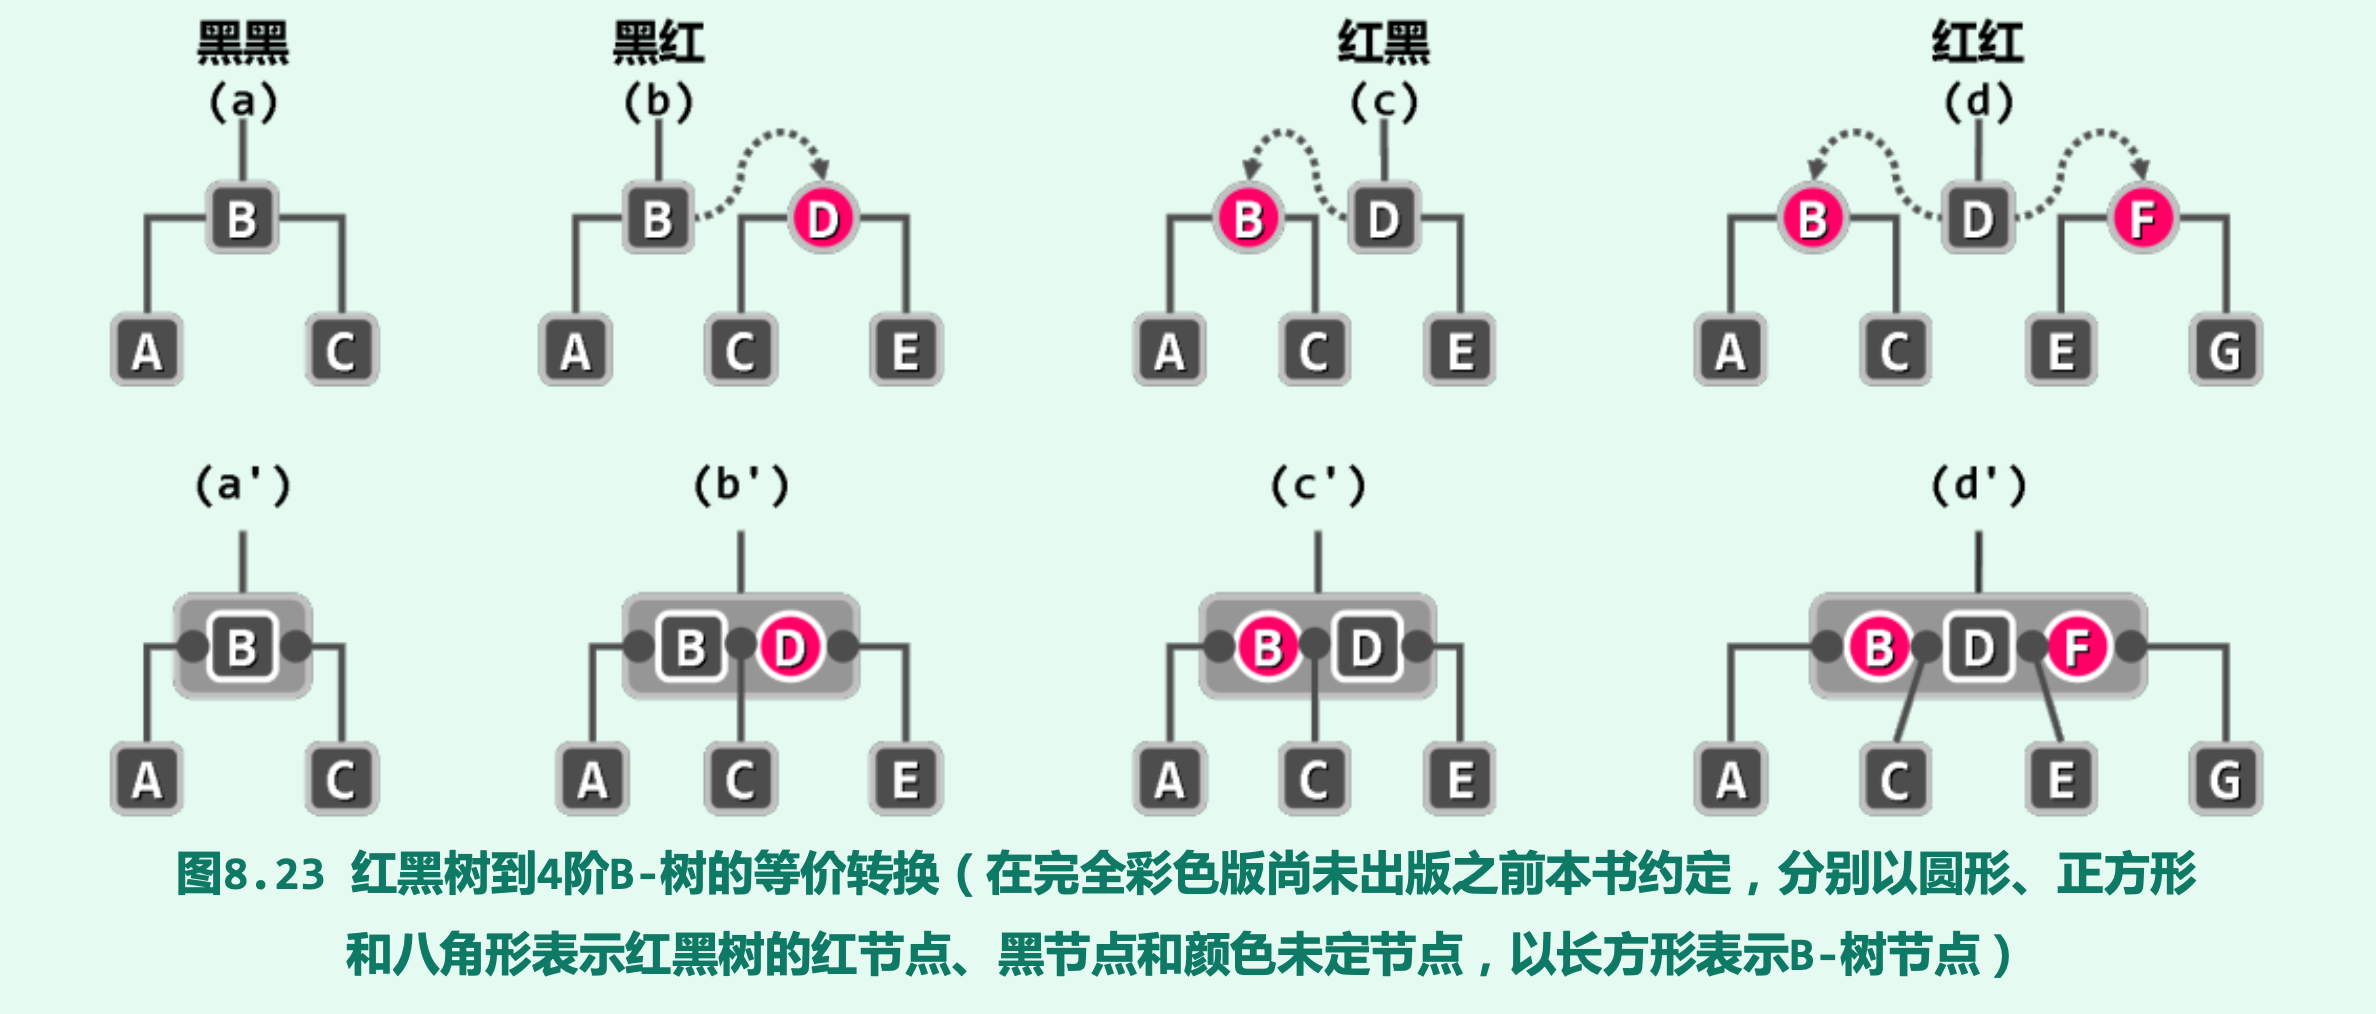 黑黑 黑红 红黑 红红
(a) (b) (c) (d)
B B D B D B D F
A C A C E A C E A C E G
(a') (b') (c') (d')
B B D B D B D F
A C A C E A C E A C E G
图8.23 红黑树到4阶B-树的等价转换（在完全彩色版尚未出版之前本书约定，分别以圆形、正方形
和八角形表示红黑树的红节点、黑节点和颜色未定节点，以长方形表示B-树节点）